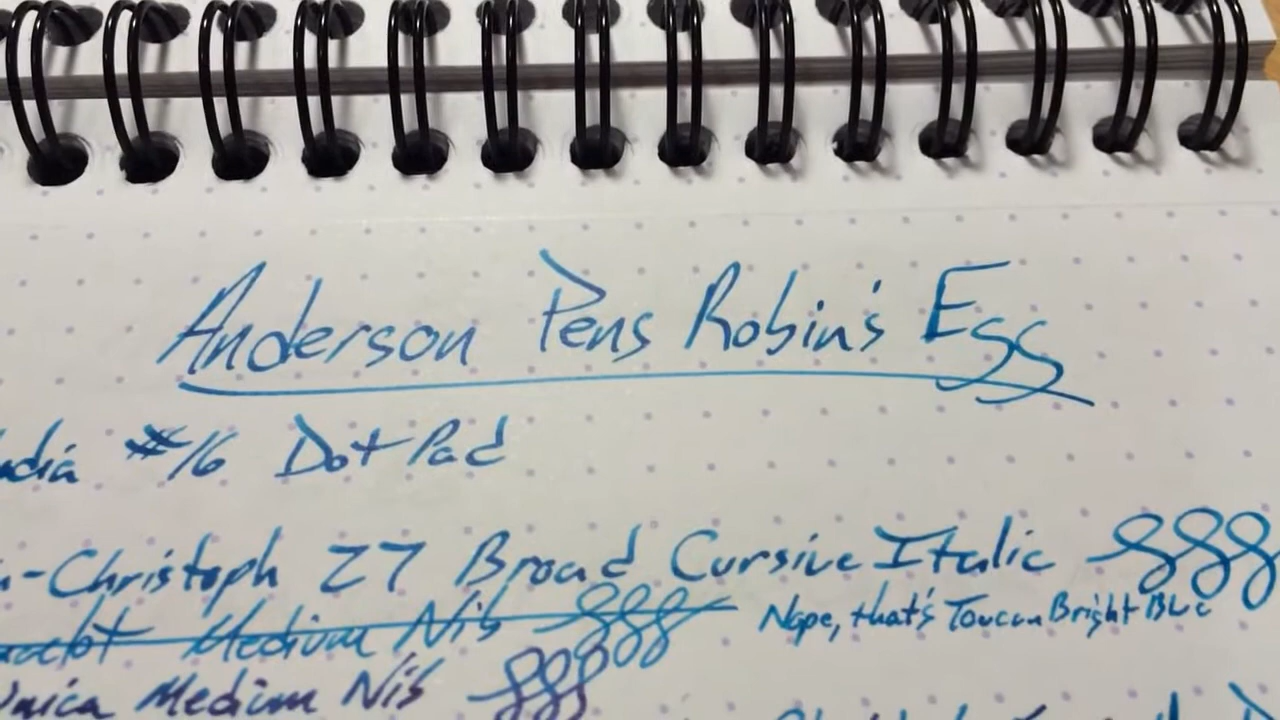 Anderson Pens Robin's Egg
#16 Dot Pad
-Christoph Z7 Broad Cursive Italic
Medium Nib Nope, that's Toucan Bright Blue
Medium Nib